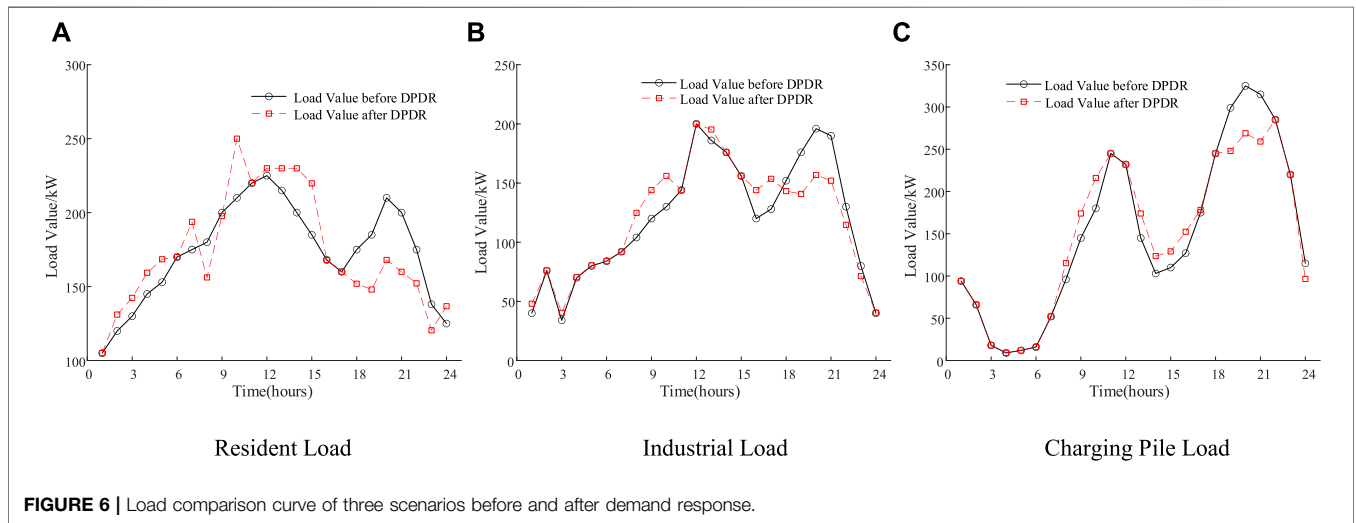 A
300
250
200
150
100
Load Value/kW
Load Value before DPDR
Load Value after DPDR
0 3 6 9 12 15 18 21 24
Time(hours)
Resident Load
B
250
200
150
100
50
0
Load Value/kW
Load Value before DPDR
Load Value after DPDR
0 3 6 9 12 15 18 21 24
Time(hours)
Industrial Load
C
350
300
250
200
150
100
50
0
Load Value/kW
Load Value before DPDR
Load Value after DPDR
0 3 6 9 12 15 18 21 24
Time(hours)
Charging Pile Load
FIGURE 6 | Load comparison curve of three scenarios before and after demand response.